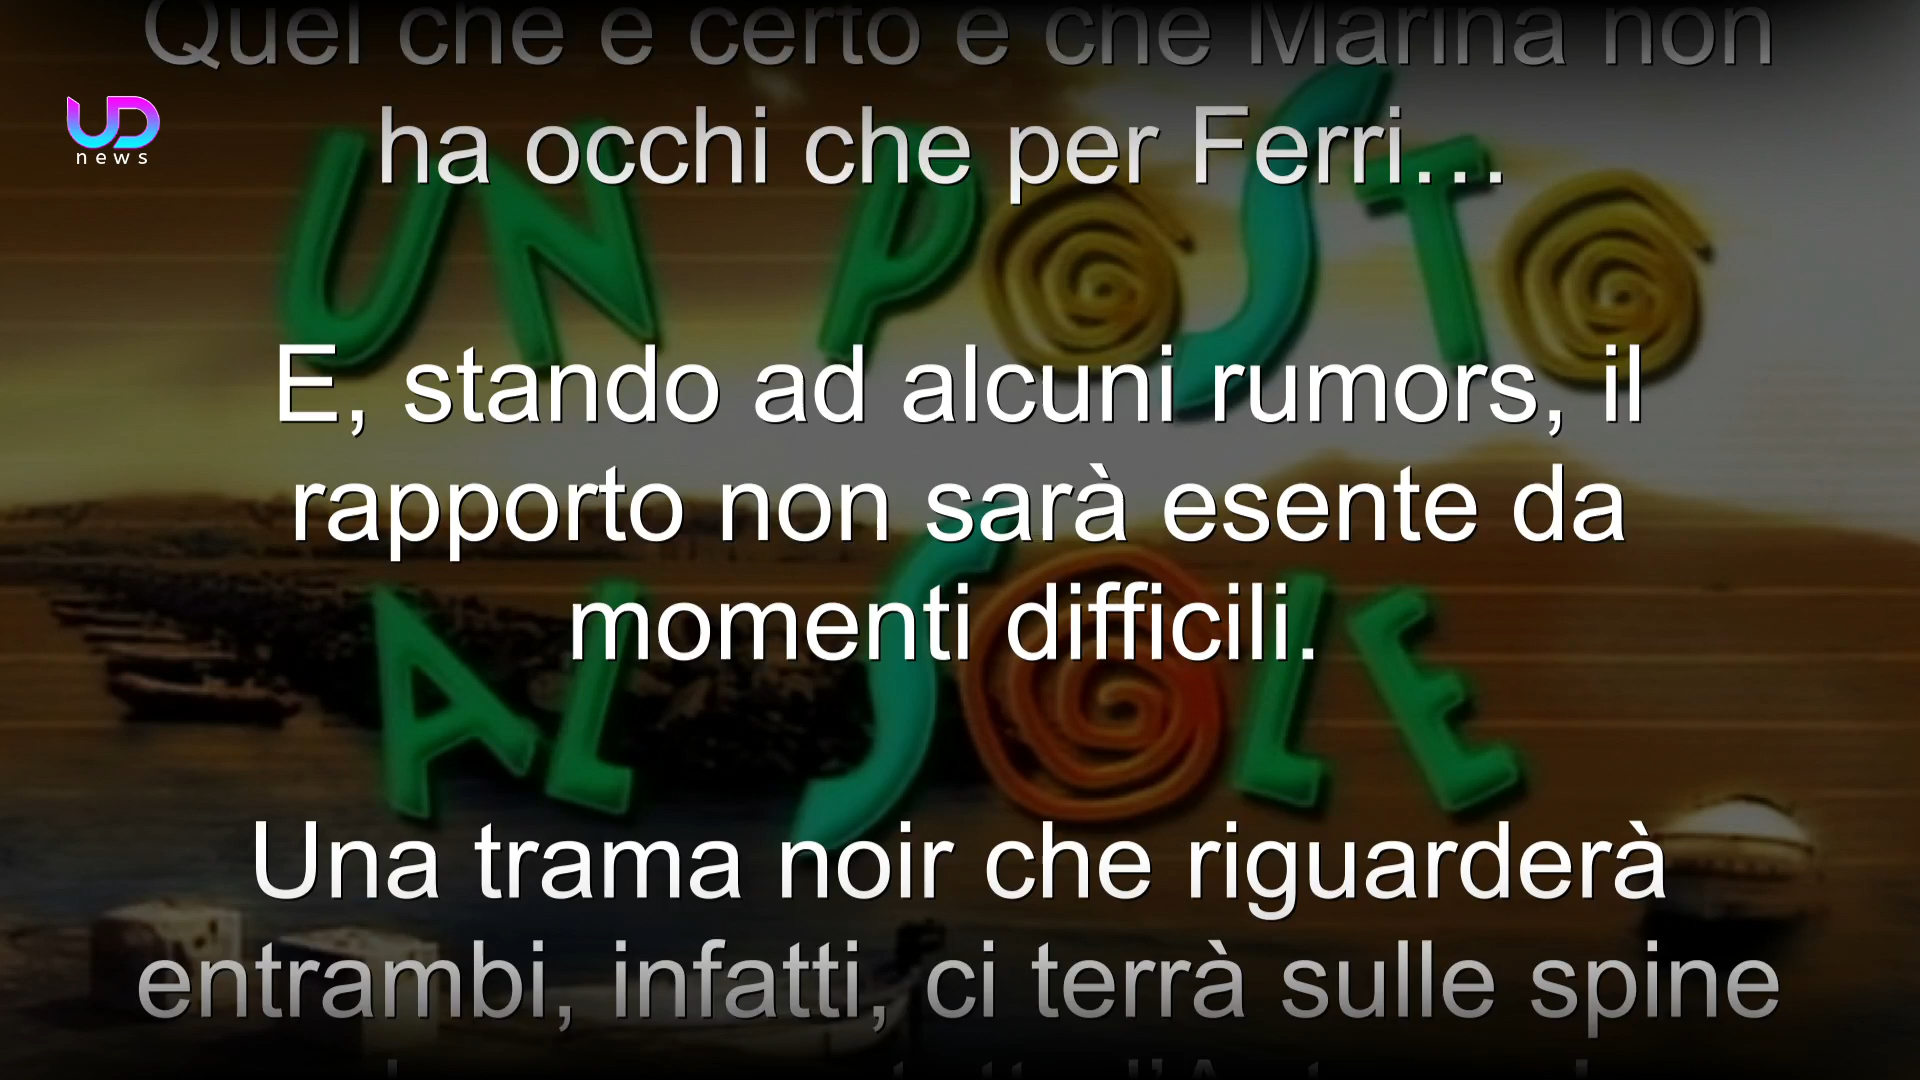 Quel che è certo è che Marina non
UD
news
ha occhi che per Ferri…
UN POSTO
E, stando ad alcuni rumors, il
rapporto non sarà esente da
momenti difficili.
AL SOLE
Una trama noir che riguarderà
entrambi, infatti, ci terrà sulle spine